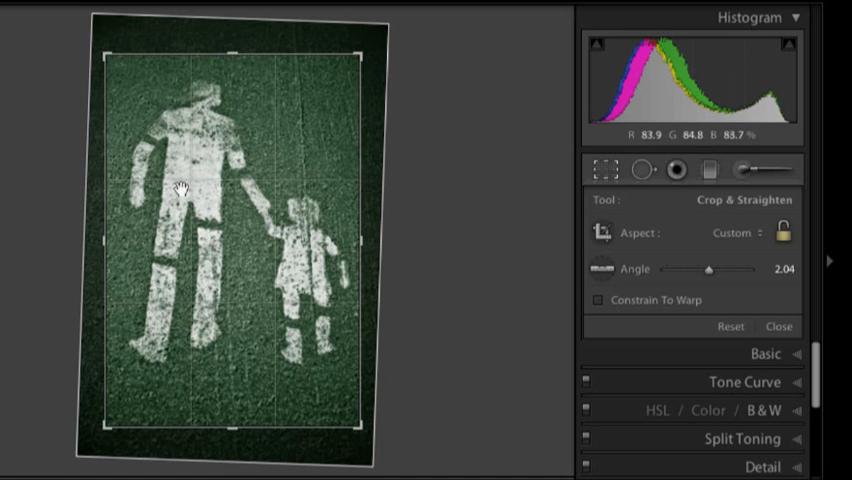 Histogram
R 83.9 G 84.8 B 83.7 %
Tool : Crop & Straighten
Aspect : Custom
Angle 2.04
Constrain To Warp
Reset Close
Basic
Tone Curve
HSL / Color / B & W
Split Toning
Detail